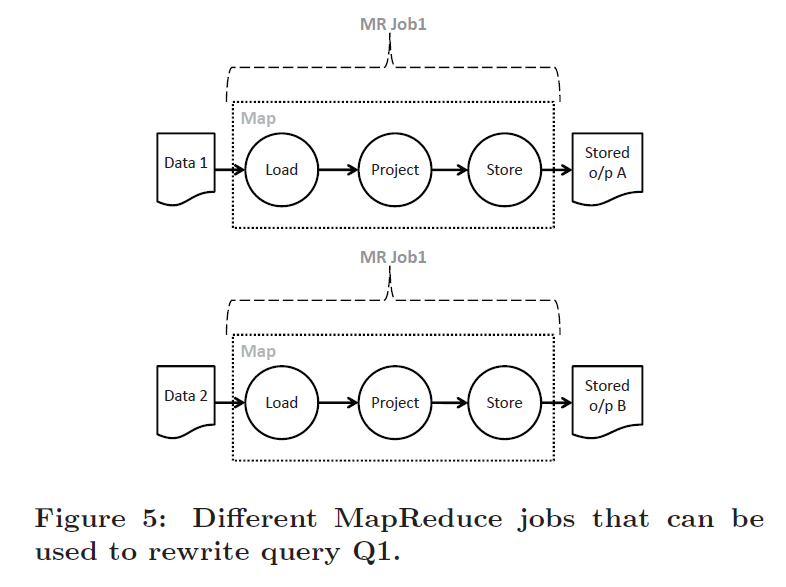 MR Job1
Map
Data 1
Load
Project
Store
Stored
o/p A
MR Job1
Map
Data 2
Load
Project
Store
Stored
o/p B
Figure 5: Different MapReduce jobs that can be
used to rewrite query Q1.